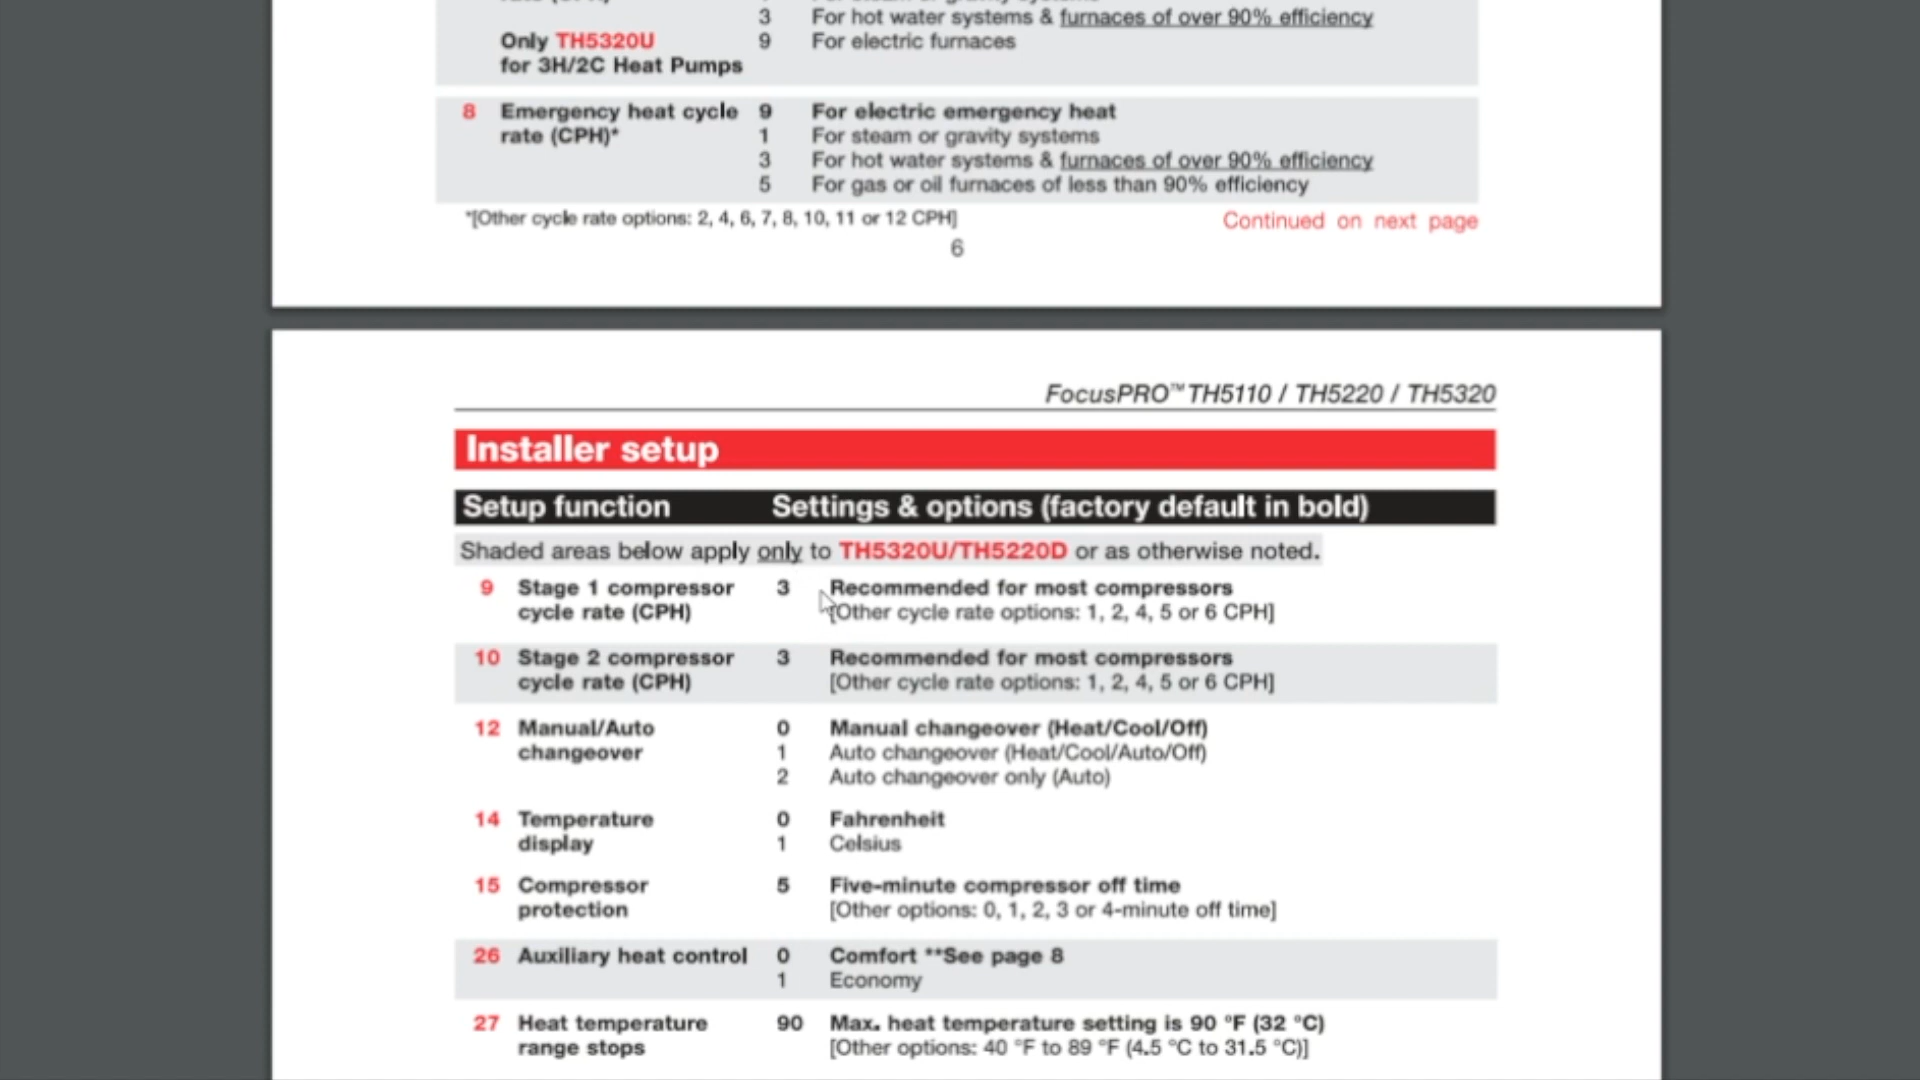 3 For hot water systems & furnaces of over 90% efficiency
Only TH5320U 9 For electric furnaces
for 3H/2C Heat Pumps
8 Emergency heat cycle 9 For electric emergency heat
rate (CPH)* 1 For steam or gravity systems
3 For hot water systems & furnaces of over 90% efficiency
5 For gas or oil furnaces of less than 90% efficiency
*[Other cycle rate options: 2, 4, 6, 7, 8, 10, 11 or 12 CPH] Continued on next page
6
FocusPRO™ TH5110 / TH5220 / TH5320
Installer setup
Setup function Settings & options (factory default in bold)
Shaded areas below apply only to TH5320U/TH5220D or as otherwise noted.
9 Stage 1 compressor 3 Recommended for most compressors
cycle rate (CPH) [Other cycle rate options: 1, 2, 4, 5 or 6 CPH]
10 Stage 2 compressor 3 Recommended for most compressors
cycle rate (CPH) [Other cycle rate options: 1, 2, 4, 5 or 6 CPH]
12 Manual/Auto 0 Manual changeover (Heat/Cool/Off)
changeover 1 Auto changeover (Heat/Cool/Auto/Off)
2 Auto changeover only (Auto)
14 Temperature 0 Fahrenheit
display 1 Celsius
15 Compressor 5 Five-minute compressor off time
protection [Other options: 0, 1, 2, 3 or 4-minute off time]
26 Auxiliary heat control 0 Comfort **See page 8
1 Economy
27 Heat temperature 90 Max. heat temperature setting is 90 °F (32 °C)
range stops [Other options: 40 °F to 89 °F (4.5 °C to 31.5 °C)]